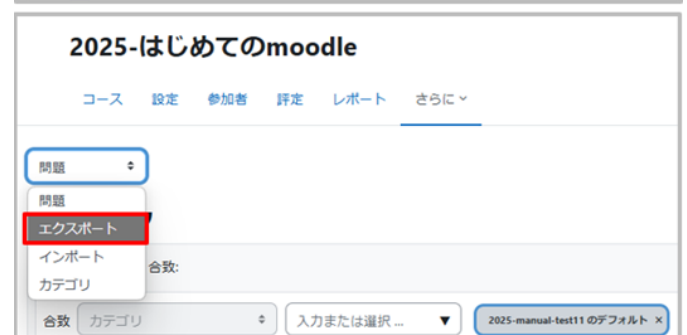 2025-はじめてのmoodle
コース 設定 参加者 評定 レポート さらに
問題
問題
エクスポート
インポート
カテゴリ
合致:
合致 カテゴリ 入力または選択 ... ▼ 2025-manual-test11 のデフォルト ×